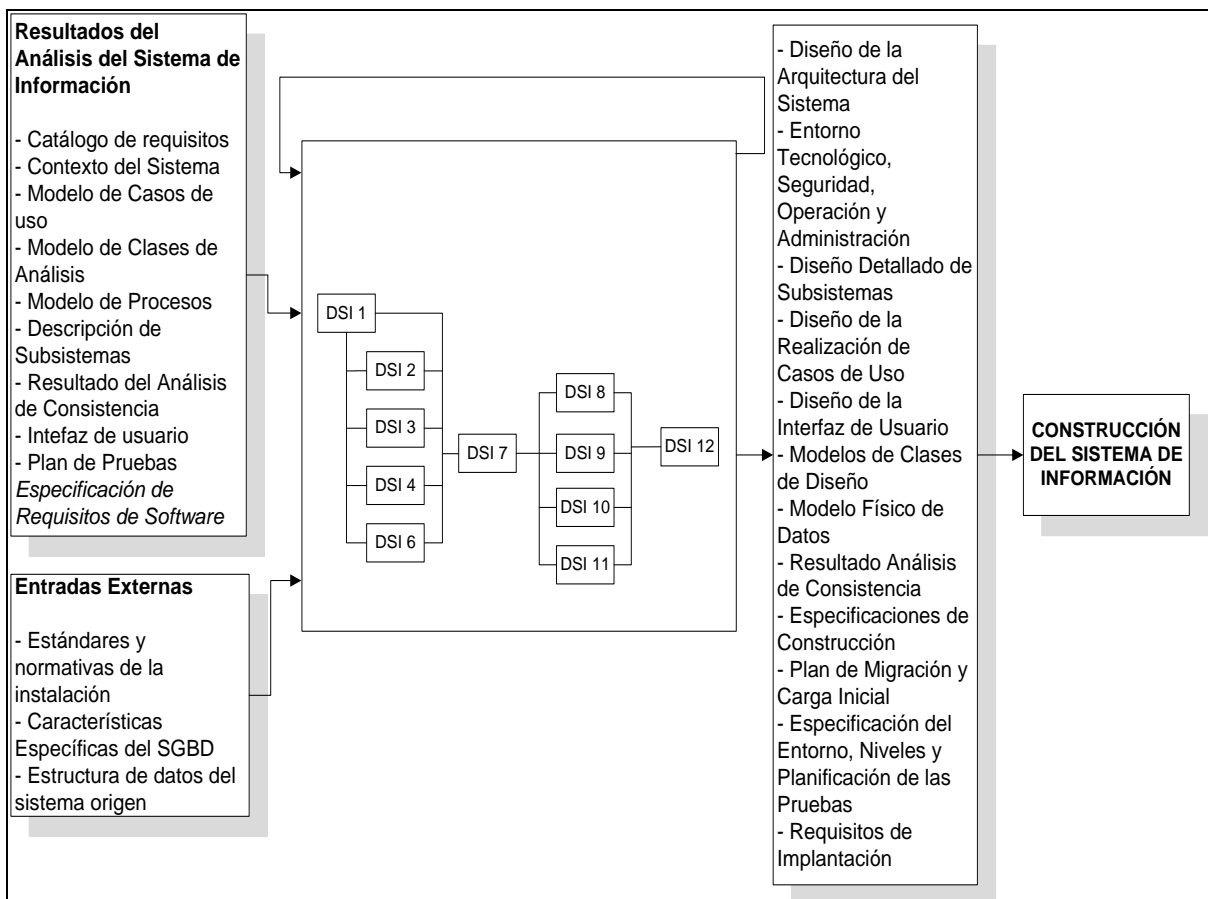 Resultados del
Análisis del Sistema de
Información
- Catálogo de requisitos
- Contexto del Sistema
- Modelo de Casos de
uso
- Modelo de Clases de
Análisis
- Modelo de Procesos
- Descripción de
Subsistemas
- Resultado del Análisis
de Consistencia
- Intefaz de usuario
- Plan de Pruebas
Especificación de
Requisitos de Software
Entradas Externas
- Estándares y
normativas de la
instalación
- Características
Específicas del SGBD
- Estructura de datos del
sistema origen
DSI 1
DSI 2
DSI 3
DSI 4
DSI 6
DSI 7
DSI 8
DSI 9
DSI 10
DSI 11
DSI 12
- Diseño de la
Arquitectura del
Sistema
- Entorno
Tecnológico,
Seguridad,
Operación y
Administración
- Diseño Detallado de
Subsistemas
- Diseño de la
Realización de
Casos de Uso
- Diseño de la
Interfaz de Usuario
- Modelos de Clases
de Diseño
- Modelo Físico de
Datos
- Resultado Análisis
de Consistencia
- Especificaciones de
Construcción
- Plan de Migración y
Carga Inicial
- Especificación del
Entorno, Niveles y
Planificación de las
Pruebas
- Requisitos de
Implantación
CONSTRUCCIÓN
DEL SISTEMA DE
INFORMACIÓN